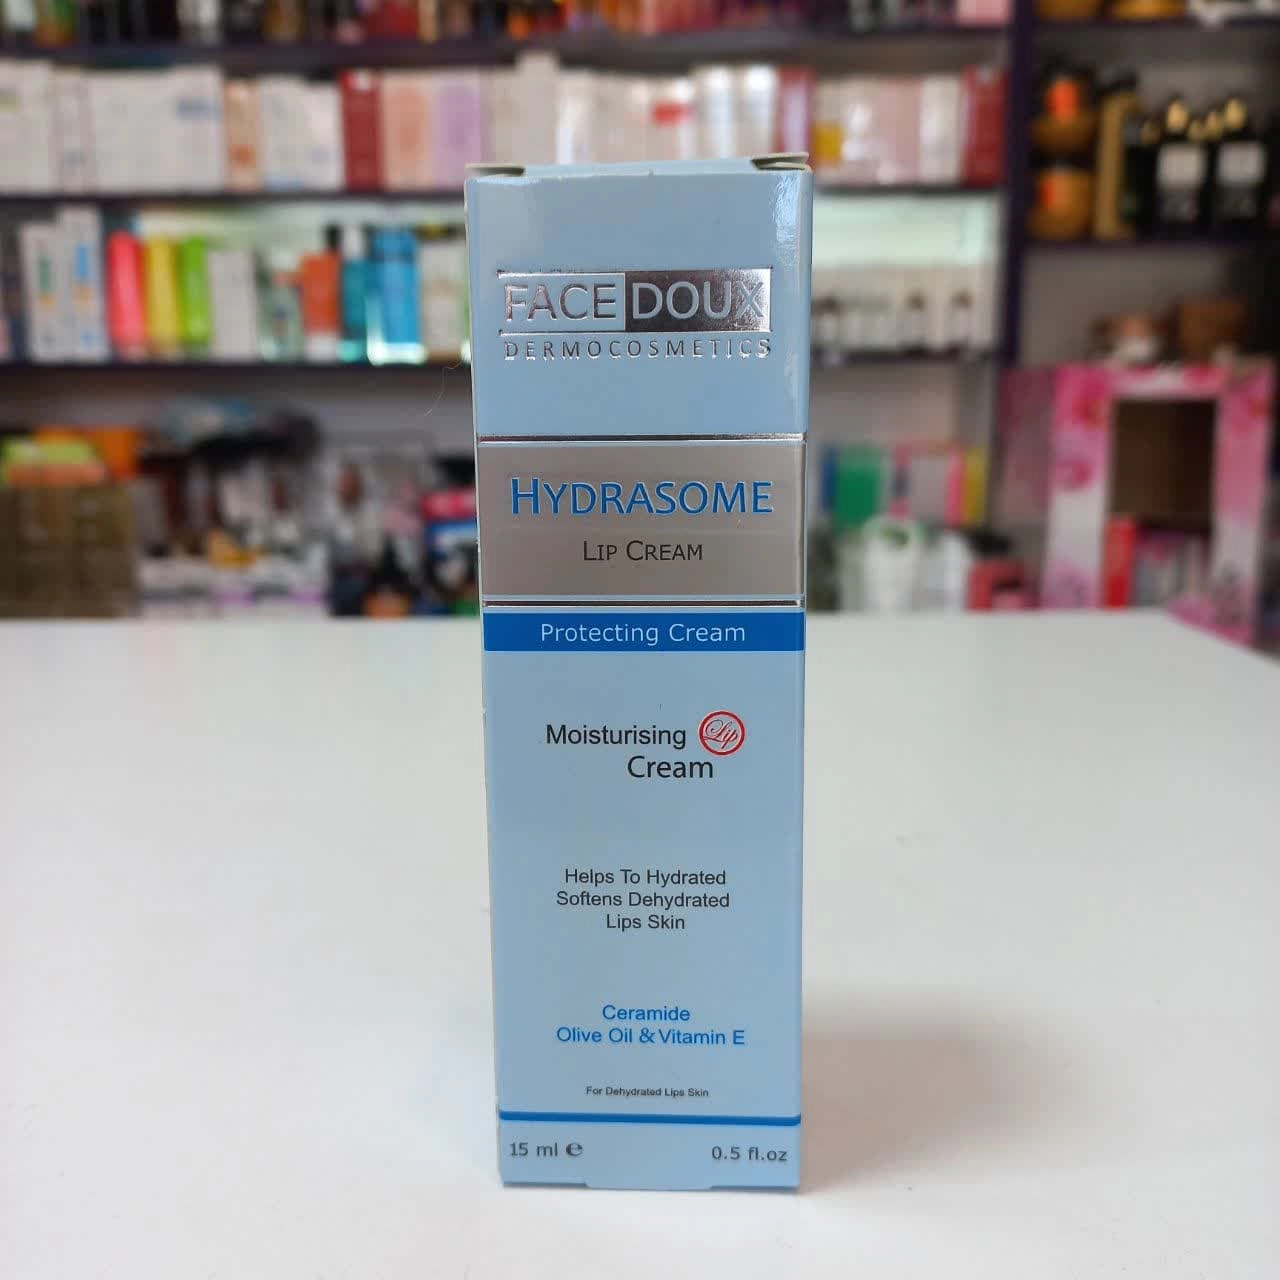 FACE DOUX
DERMOCOSMETICS
HYDRASOME
LIP CREAM
Protecting Cream
Moisturising Lip
Cream
Helps To Hydrated
Softens Dehydrated
Lips Skin
Ceramide
Olive Oil & Vitamin E
For Dehydrated Lips Skin
15 ml ℮ 0.5 fl.oz